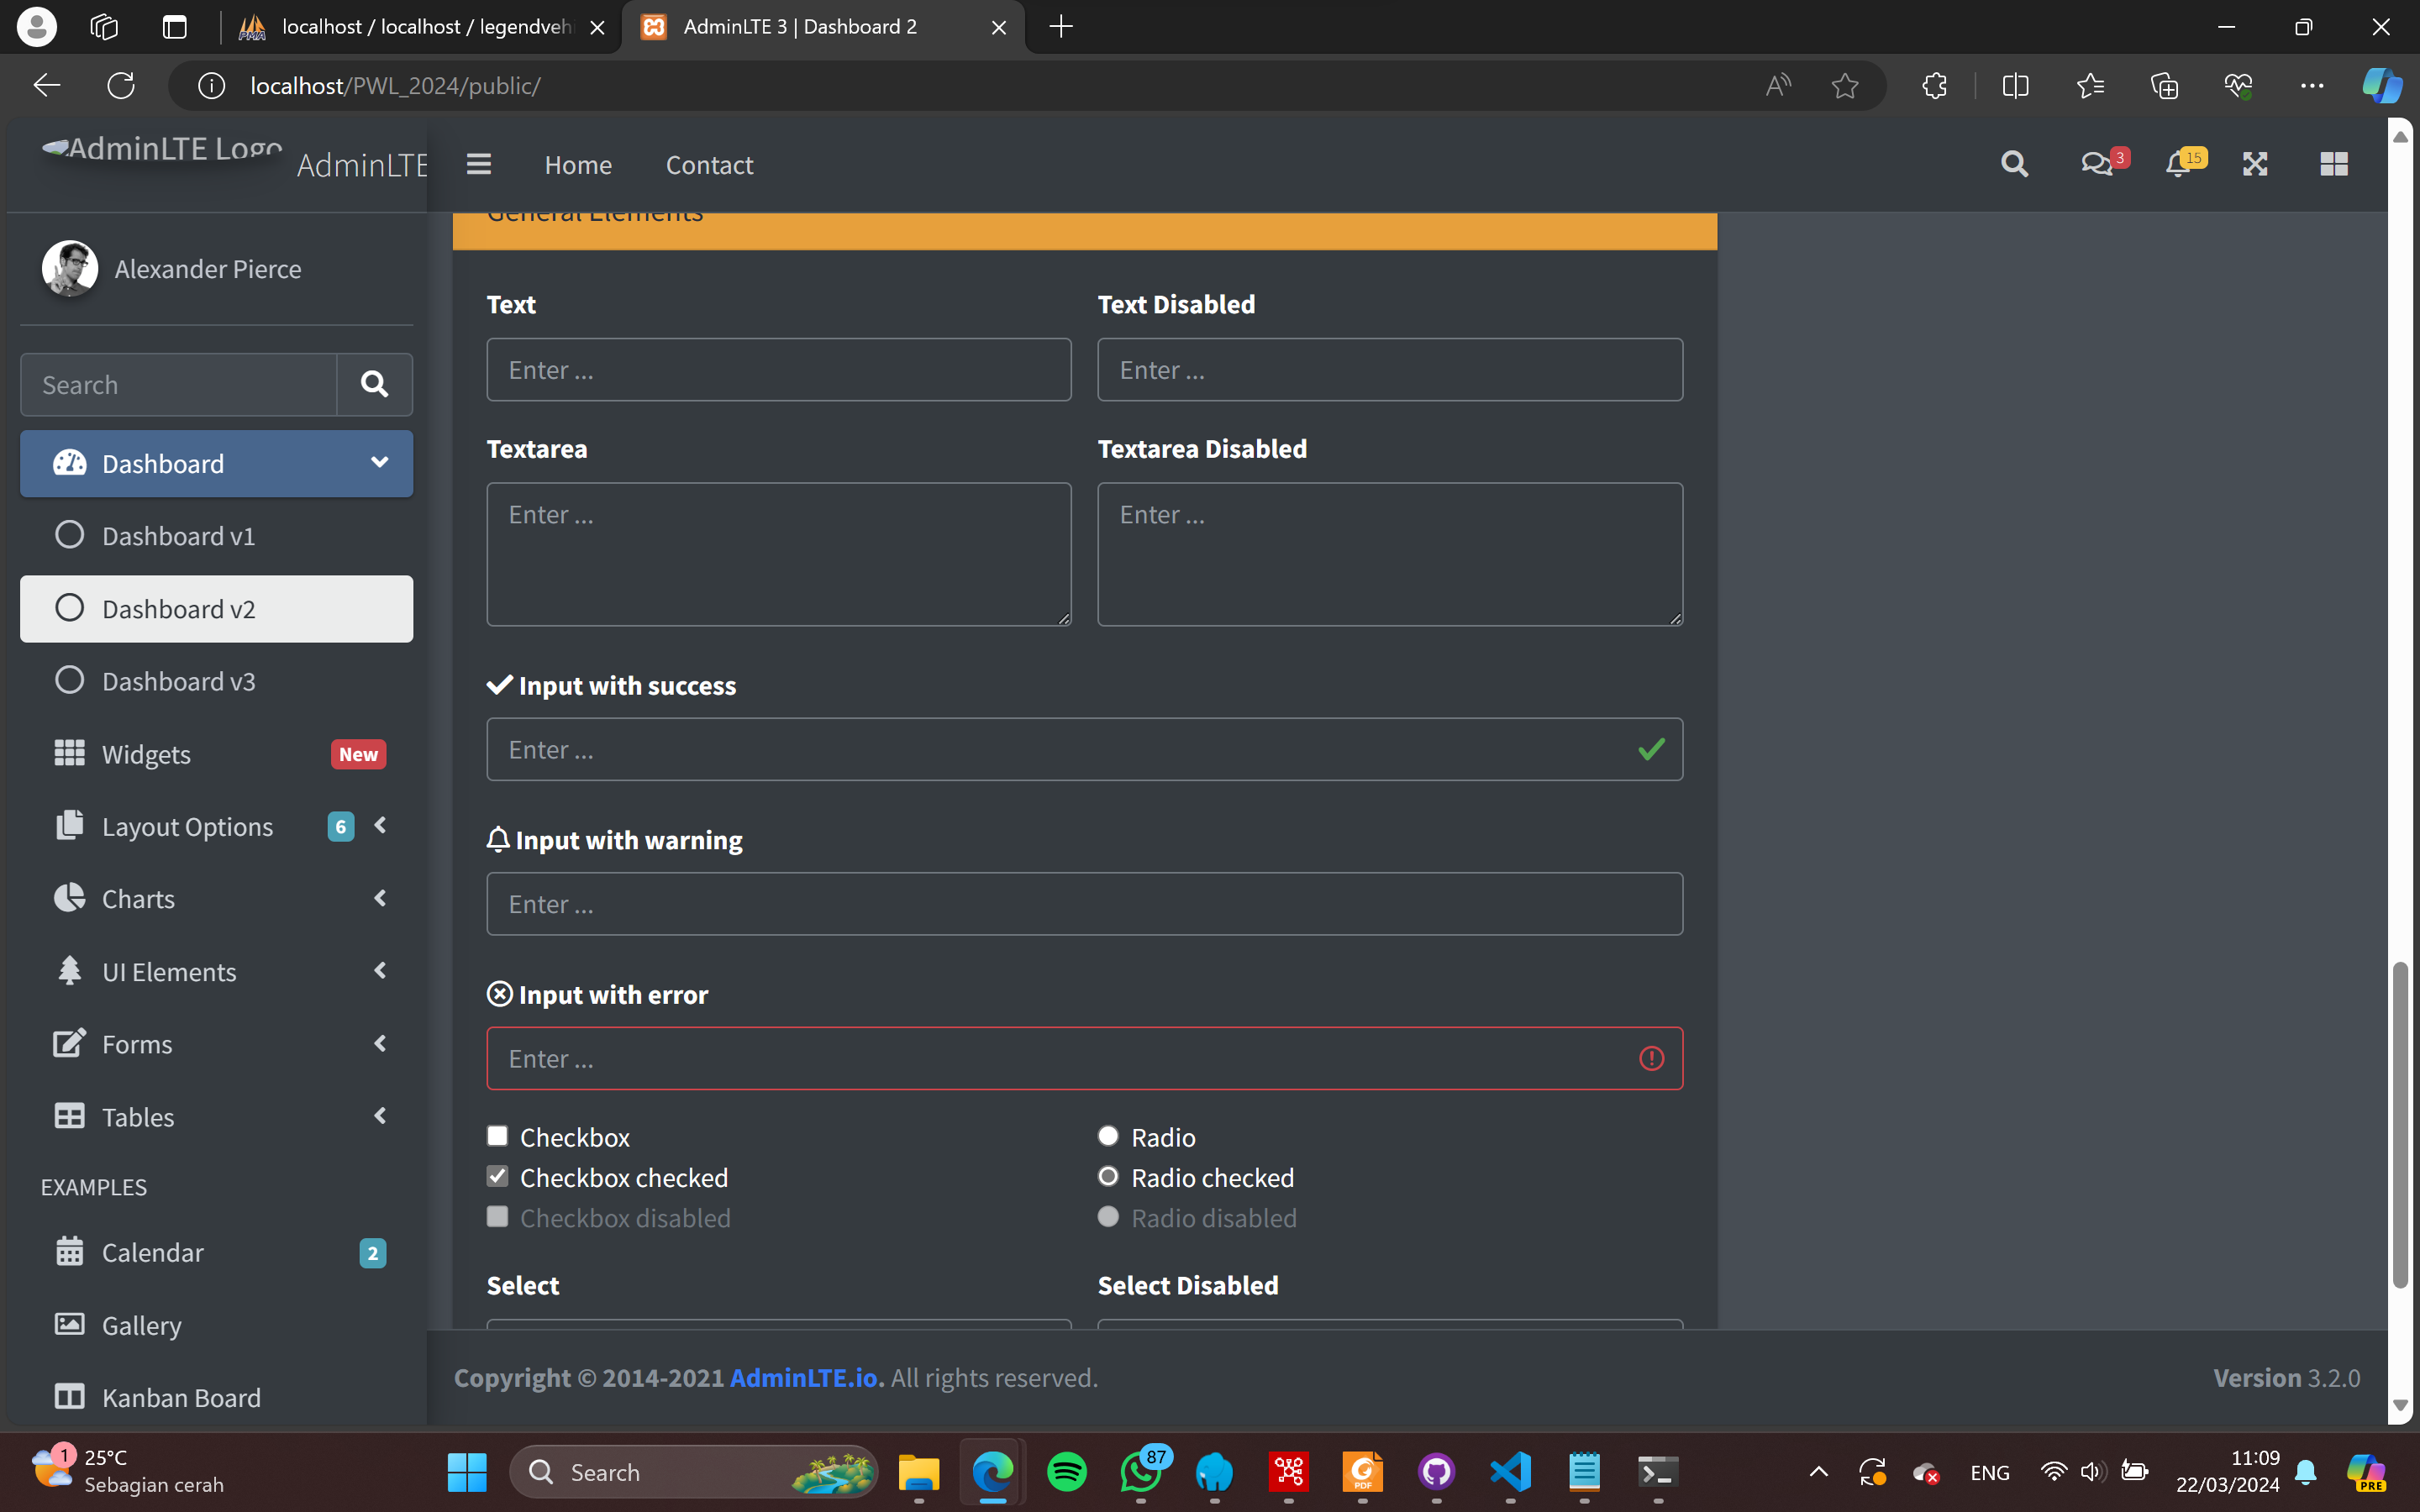 localhost / localhost / legendveh
AdminLTE 3 | Dashboard 2
localhost/PWL_2024/public/
AdminLTE Logo
AdminLTE
Home
Contact
3
15
General Elements
Alexander Pierce
Search
Dashboard
Dashboard v1
Dashboard v2
Dashboard v3
Widgets
New
Layout Options
6
Charts
UI Elements
Forms
Tables
EXAMPLES
Calendar
2
Gallery
Kanban Board
Text
Text Disabled
Enter ...
Enter ...
Textarea
Textarea Disabled
Enter ...
Enter ...
Input with success
Enter ...
Input with warning
Enter ...
Input with error
Enter ...
Checkbox
Radio
Checkbox checked
Radio checked
Checkbox disabled
Radio disabled
Select
Select Disabled
Copyright © 2014-2021 AdminLTE.io. All rights reserved.
Version 3.2.0
1
25°C
Sebagian cerah
Search
87
PDF
ENG
11:09
22/03/2024
PRE